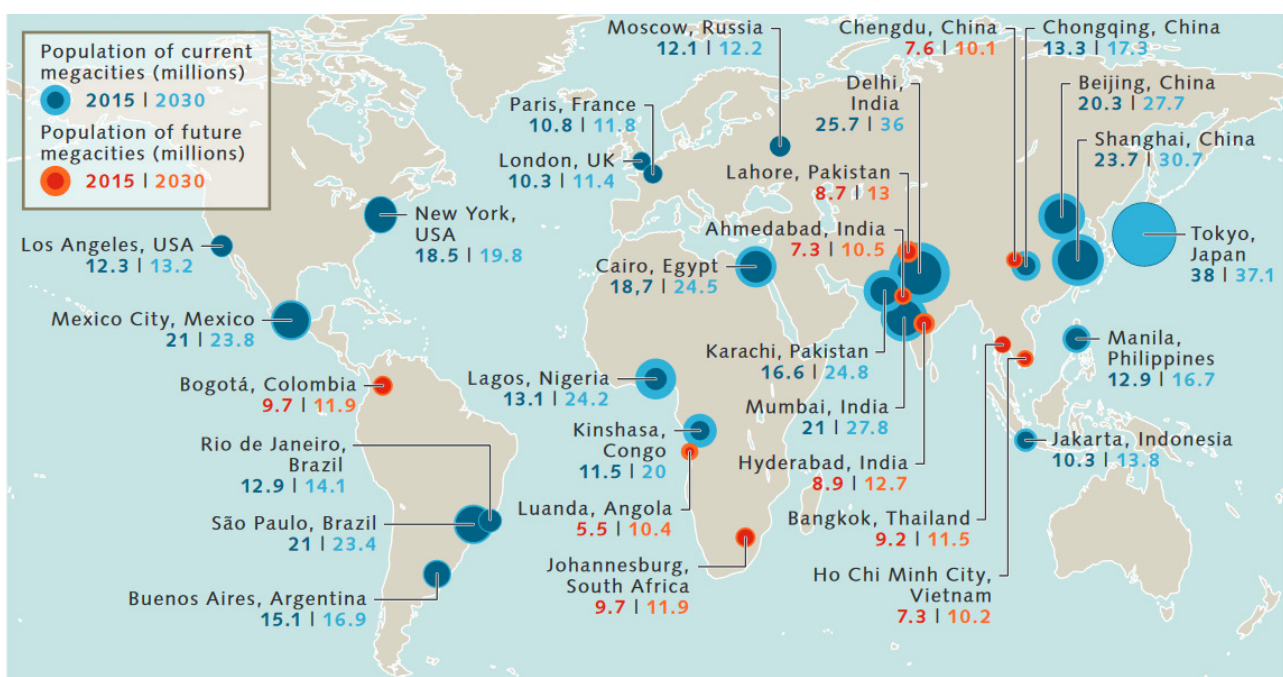 Population of current
megacities (millions)
2015 | 2030
Population of future
megacities (millions)
2015 | 2030
Moscow, Russia
12.1 | 12.2
Chengdu, China
7.6 | 10.1
Chongqing, China
13.3 | 17.3
Paris, France
10.8 | 11.8
Delhi,
India
25.7 | 36
Beijing, China
20.3 | 27.7
London, UK
10.3 | 11.4
Lahore, Pakistan
8.7 | 13
Shanghai, China
23.7 | 30.7
New York,
USA
18.5 | 19.8
Los Angeles, USA
12.3 | 13.2
Ahmedabad, India
7.3 | 10.5
Tokyo,
Japan
38 | 37.1
Cairo, Egypt
18,7 | 24.5
Mexico City, Mexico
21 | 23.8
Karachi, Pakistan
16.6 | 24.8
Manila,
Philippines
12.9 | 16.7
Bogotá, Colombia
9.7 | 11.9
Lagos, Nigeria
13.1 | 24.2
Mumbai, India
21 | 27.8
Rio de Janeiro,
Brazil
12.9 | 14.1
Kinshasa,
Congo
11.5 | 20
Jakarta, Indonesia
10.3 | 13.8
Hyderabad, India
8.9 | 12.7
São Paulo, Brazil
21 | 23.4
Luanda, Angola
5.5 | 10.4
Bangkok, Thailand
9.2 | 11.5
Johannesburg,
South Africa
9.7 | 11.9
Ho Chi Minh City,
Vietnam
7.3 | 10.2
Buenos Aires, Argentina
15.1 | 16.9